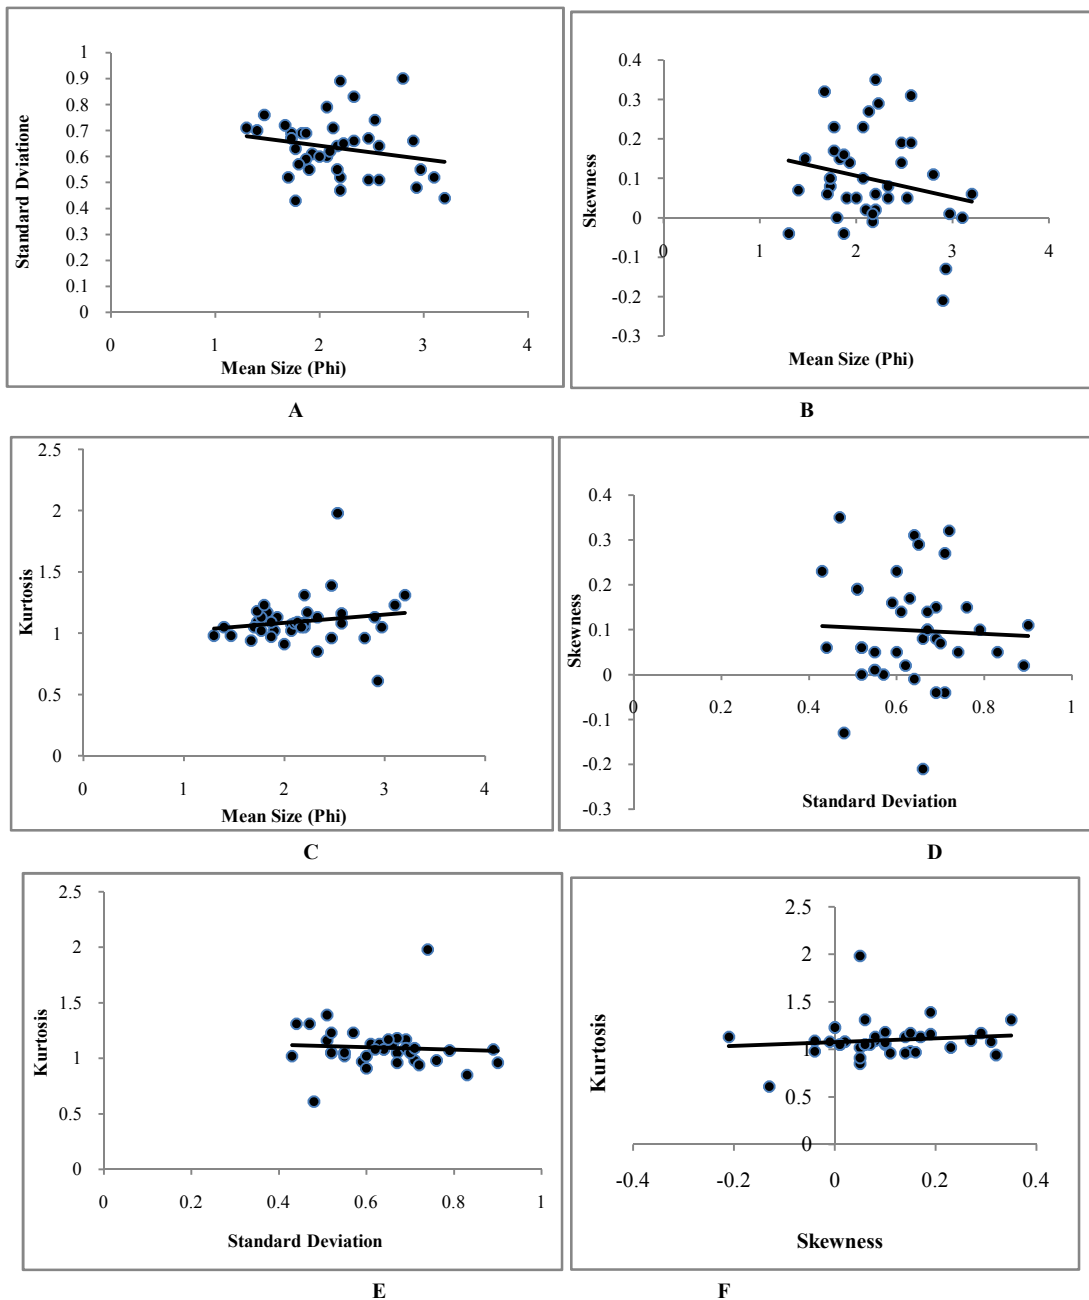 1
0.9
0.8
0.7
0.6
0.5
0.4
0.3
0.2
0.1
0
Standard Dviatione
0 1 2 3 4
Mean Size (Phi)
A
0.4
0.3
0.2
0.1
0
-0.1
-0.2
-0.3
Skewness
0 1 2 3 4
Mean Size (Phi)
B
2.5
2
1.5
1
0.5
0
Kurtosis
0 1 2 3 4
Mean Size (Phi)
C
0.4
0.3
0.2
0.1
0
-0.1
-0.2
-0.3
Skewness
0 0.2 0.4 0.6 0.8 1
Standard Deviation
D
2.5
2
1.5
1
0.5
0
Kurtosis
0 0.2 0.4 0.6 0.8 1
Standard Deviation
E
2.5
2
1.5
1
0.5
0
Kurtosis
-0.4 -0.2 0 0.2 0.4
Skewness
F